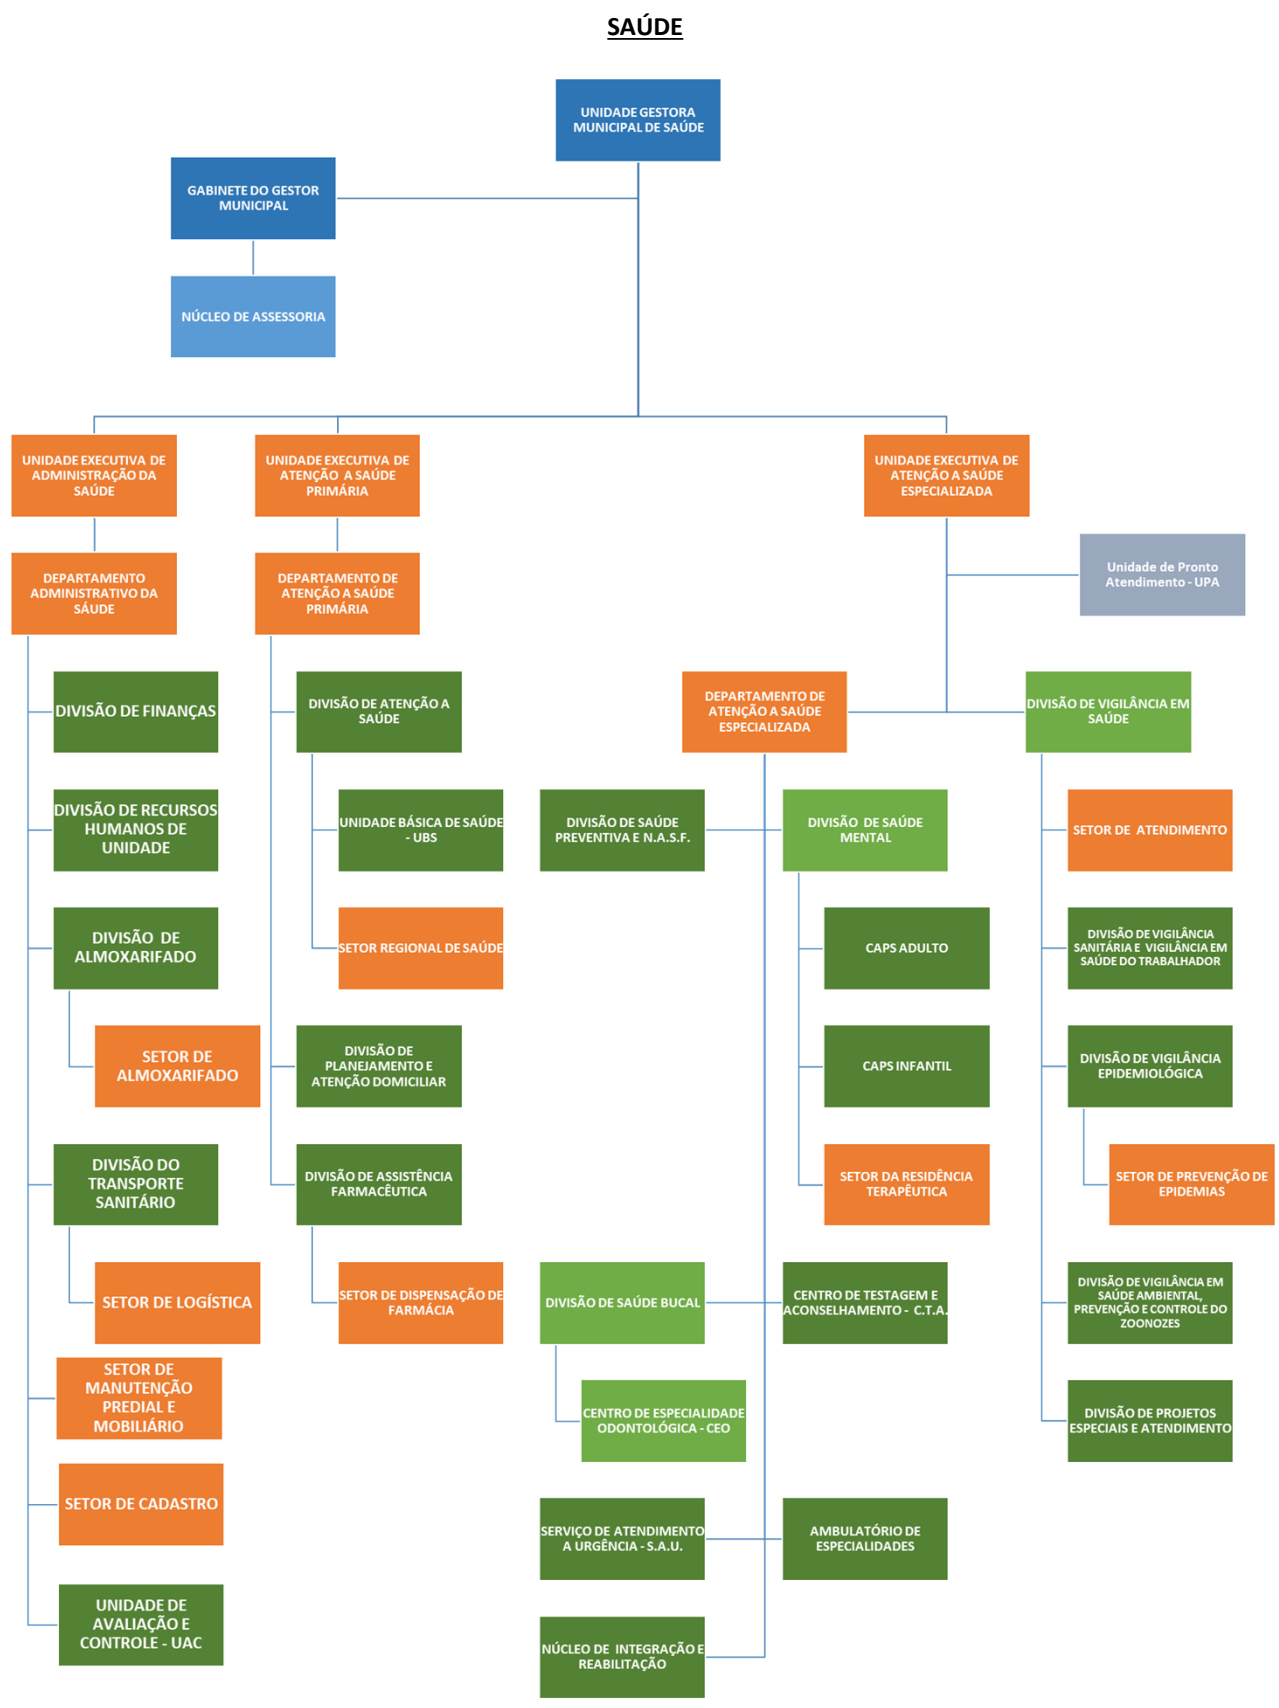 SAÚDE
UNIDADE GESTORA
MUNICIPAL DE SAÚDE
GABINETE DO GESTOR
MUNICIPAL
NÚCLEO DE ASSESSORIA
UNIDADE EXECUTIVA DE
ADMINISTRAÇÃO DA
SAÚDE
DEPARTAMENTO
ADMINISTRATIVO DA
SÁUDE
DIVISÃO DE FINANÇAS
DIVISÃO DE RECURSOS
HUMANOS DE
UNIDADE
DIVISÃO DE
ALMOXARIFADO
SETOR DE
ALMOXARIFADO
DIVISÃO DO
TRANSPORTE
SANITÁRIO
SETOR DE LOGÍSTICA
SETOR DE
MANUTENÇÃO
PREDIAL E
MOBILIÁRIO
SETOR DE CADASTRO
UNIDADE DE
AVALIAÇÃO E
CONTROLE - UAC
UNIDADE EXECUTIVA DE
ATENÇÃO A SAÚDE
PRIMÁRIA
DEPARTAMENTO DE
ATENÇÃO A SAÚDE
PRIMÁRIA
DIVISÃO DE ATENÇÃO A
SAÚDE
UNIDADE BÁSICA DE SAÚDE
- UBS
SETOR REGIONAL DE SAÚDE
DIVISÃO DE
PLANEJAMENTO E
ATENÇÃO DOMICILIAR
DIVISÃO DE ASSISTÊNCIA
FARMACÊUTICA
SETOR DE DISPENSAÇÃO DE
FARMÁCIA
UNIDADE EXECUTIVA DE
ATENÇÃO A SAÚDE
ESPECIALIZADA
Unidade de Pronto
Atendimento - UPA
DEPARTAMENTO DE
ATENÇÃO A SAÚDE
ESPECIALIZADA
DIVISÃO DE SAÚDE
PREVENTIVA E N.A.S.F.
DIVISÃO DE SAÚDE
MENTAL
CAPS ADULTO
CAPS INFANTIL
SETOR DA RESIDÊNCIA
TERAPÊUTICA
DIVISÃO DE SAÚDE BUCAL
CENTRO DE ESPECIALIDADE
ODONTOLÓGICA - CEO
CENTRO DE TESTAGEM E
ACONSELHAMENTO - C.T.A.
SERVIÇO DE ATENDIMENTO
A URGÊNCIA - S.A.U.
AMBULATÓRIO DE
ESPECIALIDADES
NÚCLEO DE INTEGRAÇÃO E
REABILITAÇÃO
DIVISÃO DE VIGILÂNCIA EM
SAÚDE
SETOR DE ATENDIMENTO
DIVISÃO DE VIGILÂNCIA
SANITÁRIA E VIGILÂNCIA EM
SAÚDE DO TRABALHADOR
DIVISÃO DE VIGILÂNCIA
EPIDEMIOLÓGICA
SETOR DE PREVENÇÃO DE
EPIDEMIAS
DIVISÃO DE VIGILÂNCIA EM
SAÚDE AMBIENTAL,
PREVENÇÃO E CONTROLE DO
ZOONOZES
DIVISÃO DE PROJETOS
ESPECIAIS E ATENDIMENTO